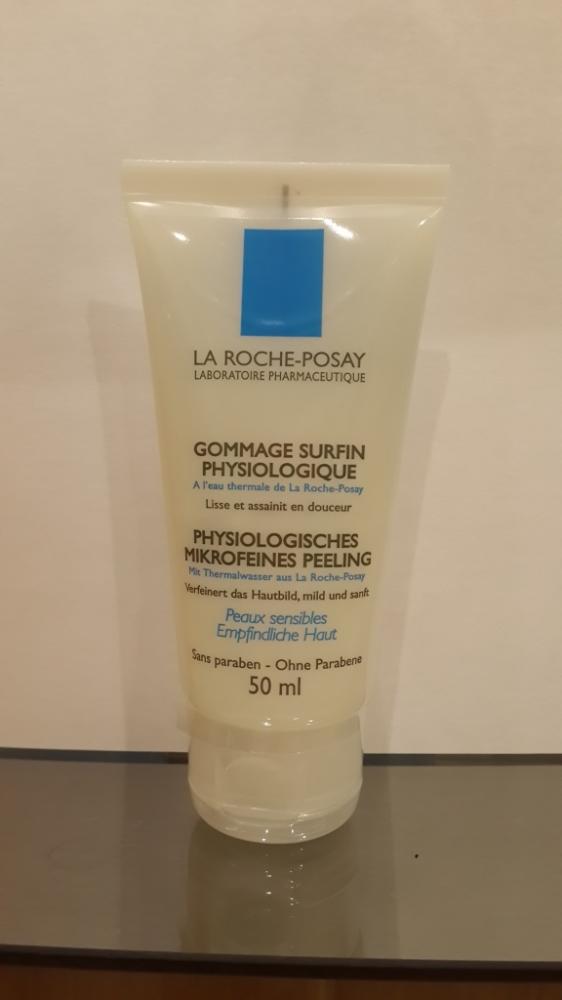 LA ROCHE-POSAY
LABORATOIRE PHARMACEUTIQUE
GOMMAGE SURFIN
PHYSIOLOGIQUE
A l'eau thermale de La Roche-Posay
Lisse et assainit en douceur
PHYSIOLOGISCHES
MIKROFEINES PEELING
Mit Thermalwasser aus La Roche-Posay
Verfeinert das Hautbild, mild und sanft
Peaux sensibles
Empfindliche Haut
Sans paraben - Ohne Parabene
50 ml